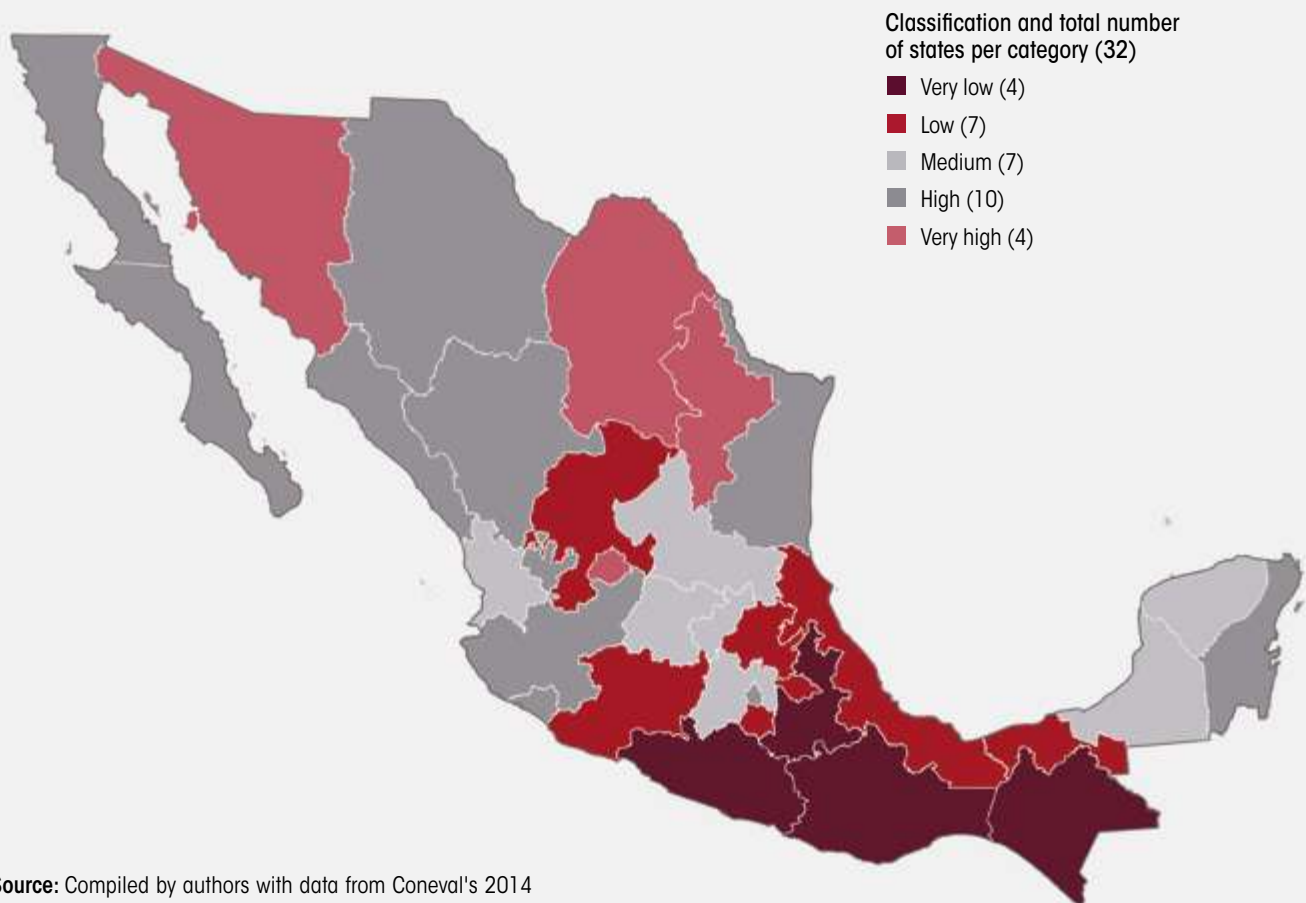 Classification and total number
of states per category (32)
Very low (4)
Low (7)
Medium (7)
High (10)
Very high (4)
Source: Compiled by authors with data from Coneval's 2014